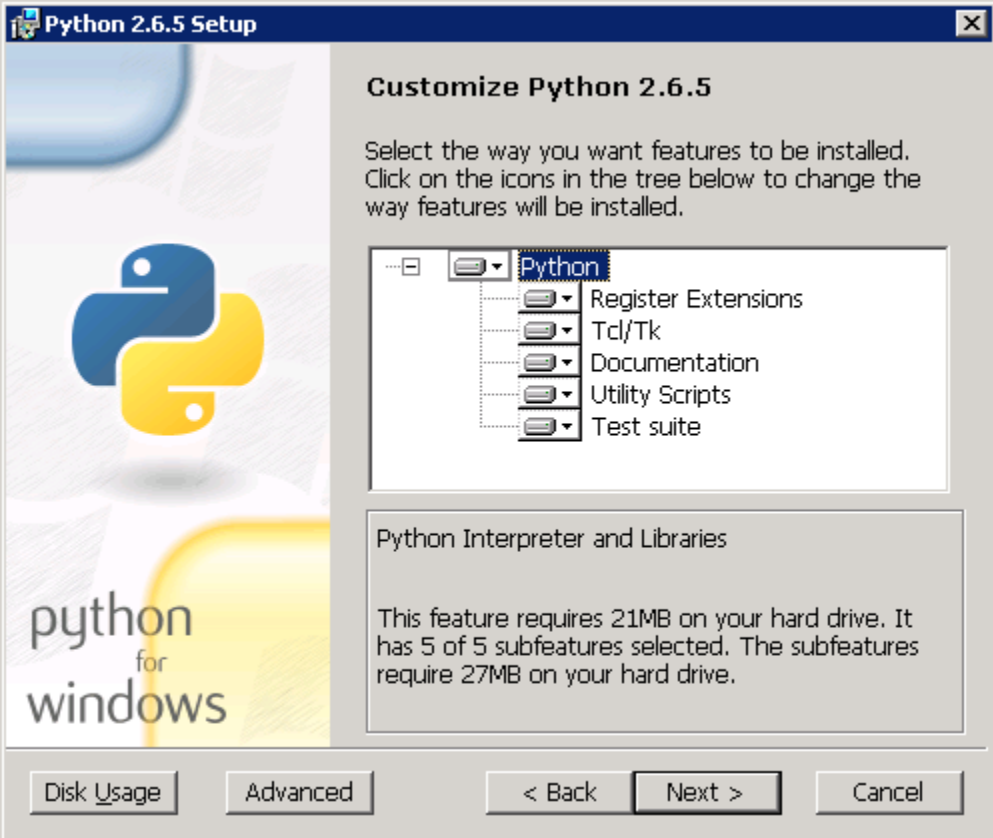 Python 2.6.5 Setup
Customize Python 2.6.5
Select the way you want features to be installed.
Click on the icons in the tree below to change the
way features will be installed.
Python
Register Extensions
Tcl/Tk
Documentation
Utility Scripts
Test suite
Python Interpreter and Libraries
This feature requires 21MB on your hard drive. It
has 5 of 5 subfeatures selected. The subfeatures
require 27MB on your hard drive.
python
for
windows
Disk Usage
Advanced
< Back
Next >
Cancel